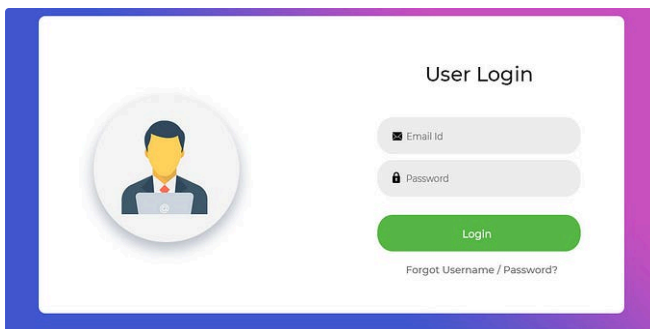 User Login
Email Id
Password
Login
Forgot Username / Password?